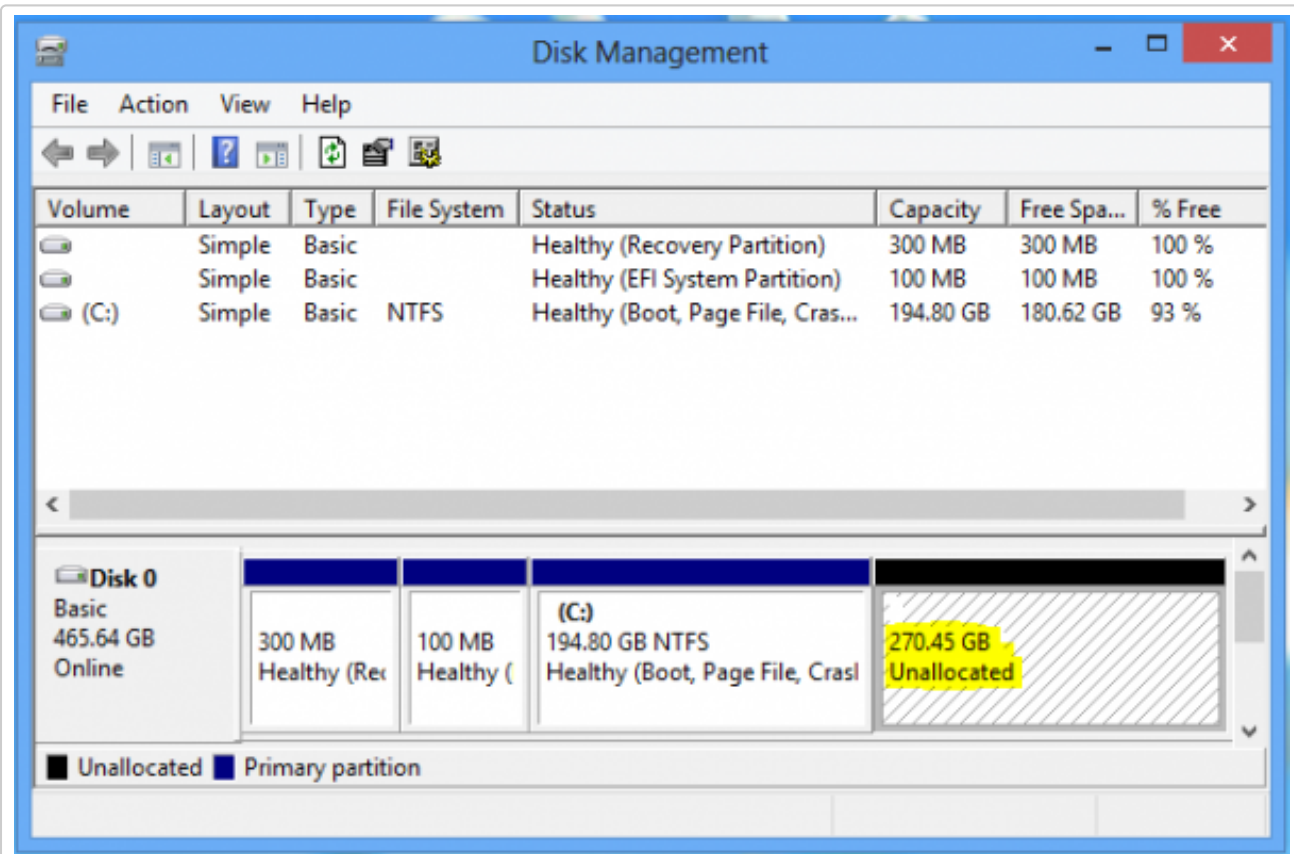 Disk Management
File Action View Help
Volume Layout Type File System Status Capacity Free Spa... % Free
Simple Basic Healthy (Recovery Partition) 300 MB 300 MB 100 %
Simple Basic Healthy (EFI System Partition) 100 MB 100 MB 100 %
(C:) Simple Basic NTFS Healthy (Boot, Page File, Cras... 194.80 GB 180.62 GB 93 %
Disk 0
Basic
465.64 GB
Online
300 MB
Healthy (Rec
100 MB
Healthy (
(C:)
194.80 GB NTFS
Healthy (Boot, Page File, Crasl
270.45 GB
Unallocated
Unallocated Primary partition